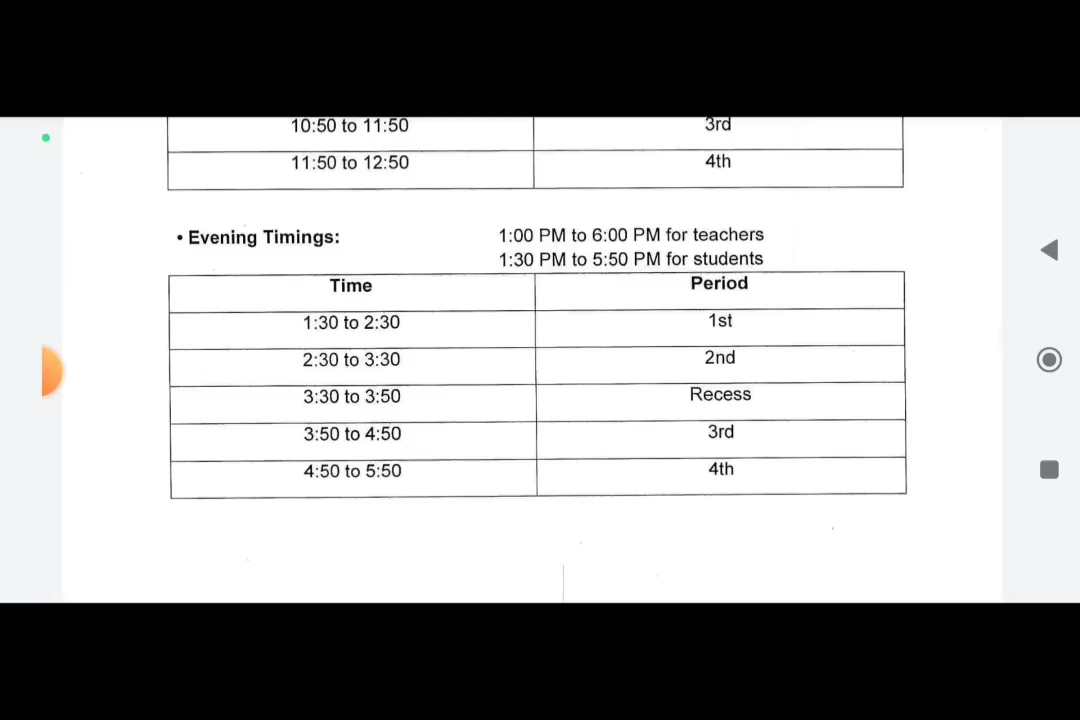 10:50 to 11:50 3rd
11:50 to 12:50 4th
• Evening Timings: 1:00 PM to 6:00 PM for teachers
1:30 PM to 5:50 PM for students
Time Period
1:30 to 2:30 1st
2:30 to 3:30 2nd
3:30 to 3:50 Recess
3:50 to 4:50 3rd
4:50 to 5:50 4th